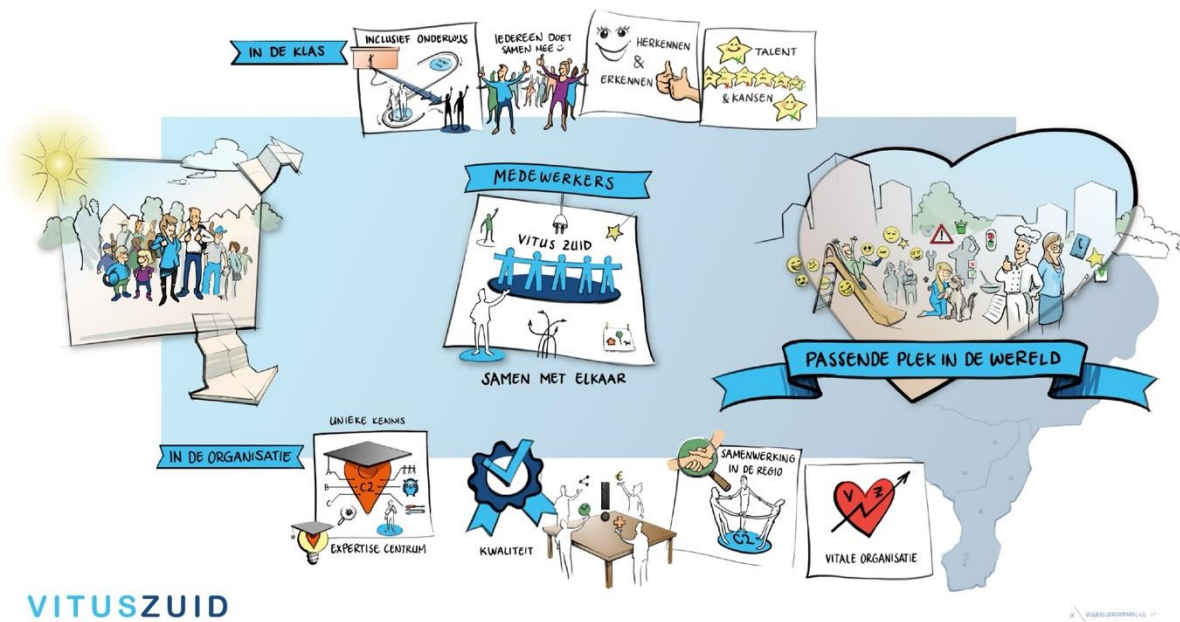 IN DE KLAS
INCLUSIEF ONDERWIJS
IEDEREEN DOET
SAMEN MEE
HERKENNEN
&
ERKENNEN
TALENT
& KANSEN
MEDEWERKERS
VITUS ZUID
SAMEN MET ELKAAR
PASSENDE PLEK IN DE WERELD
IN DE ORGANISATIE
UNIEKE KENNIS
C2
EXPERTISE CENTRUM
KWALITEIT
SAMENWERKING
IN DE REGIO
C2
V Z
VITALE ORGANISATIE
VITUSZUID